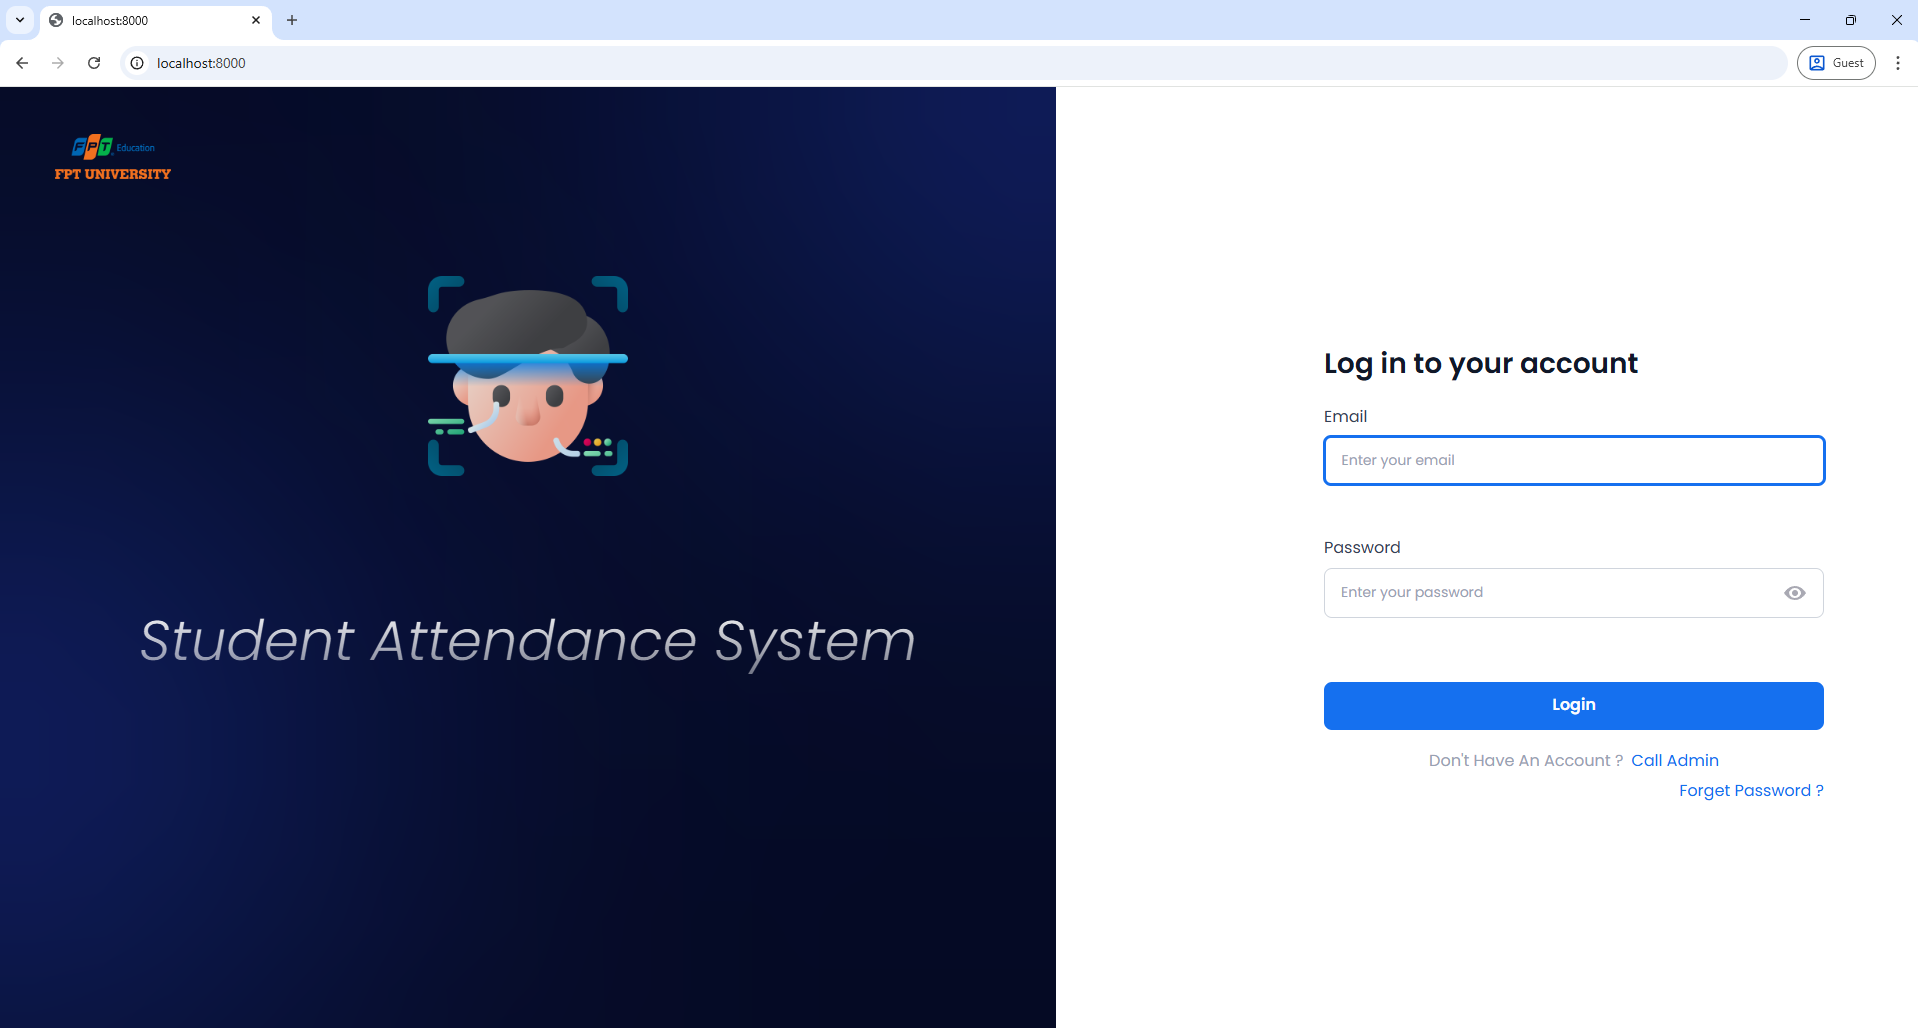 localhost:8000
localhost:8000
Guest
FPT Education
FPT UNIVERSITY
Student Attendance System
Log in to your account
Email
Enter your email
Password
Enter your password
Login
Don't Have An Account ? Call Admin
Forget Password ?